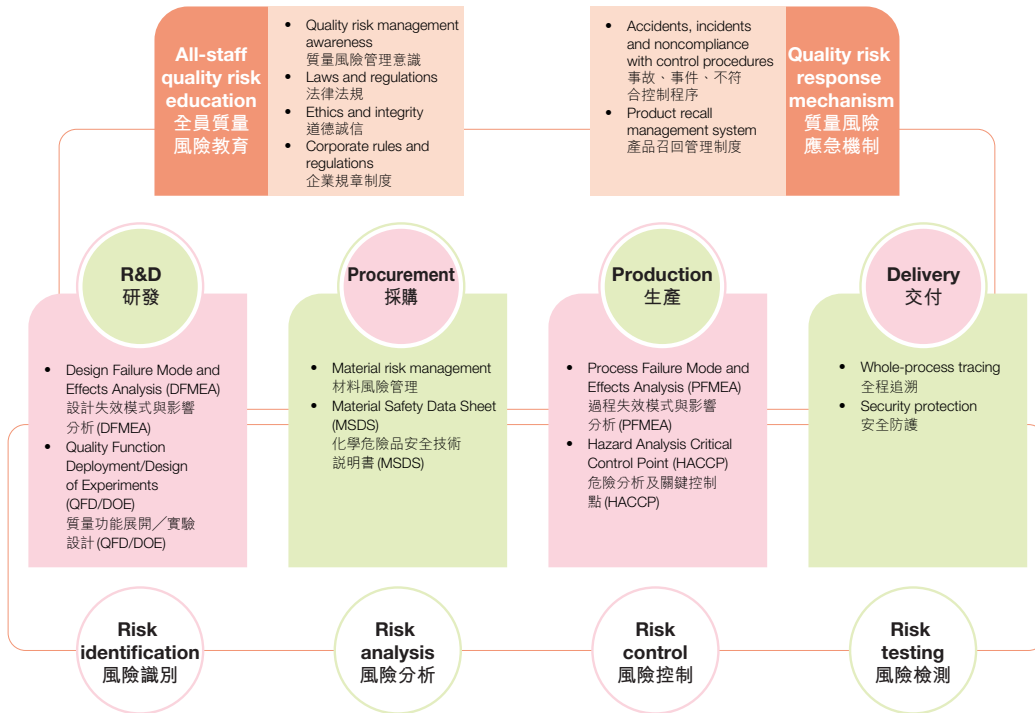 All-staff
quality risk
education
全員質量
風險教育
• Quality risk management
awareness
質量風險管理意識
• Laws and regulations
法律法規
• Ethics and integrity
道德誠信
• Corporate rules and
regulations
企業規章制度
• Accidents, incidents
and noncompliance
with control procedures
事故、事件、不符
合控制程序
• Product recall
management system
產品召回管理制度
Quality risk
response
mechanism
質量風險
應急機制
R&D
研發
• Design Failure Mode and
Effects Analysis (DFMEA)
設計失效模式與影響
分析(DFMEA)
• Quality Function
Deployment/Design
of Experiments
(QFD/DOE)
質量功能展開／實驗
設計(QFD/DOE)
Procurement
採購
• Material risk management
材料風險管理
• Material Safety Data Sheet
(MSDS)
化學危險品安全技術
說明書(MSDS)
Production
生產
• Process Failure Mode and
Effects Analysis (PFMEA)
過程失效模式與影響
分析(PFMEA)
• Hazard Analysis Critical
Control Point (HACCP)
危險分析及關鍵控制
點(HACCP)
Delivery
交付
• Whole-process tracing
全程追溯
• Security protection
安全防護
Risk
identification
風險識別
Risk
analysis
風險分析
Risk
control
風險控制
Risk
testing
風險檢測